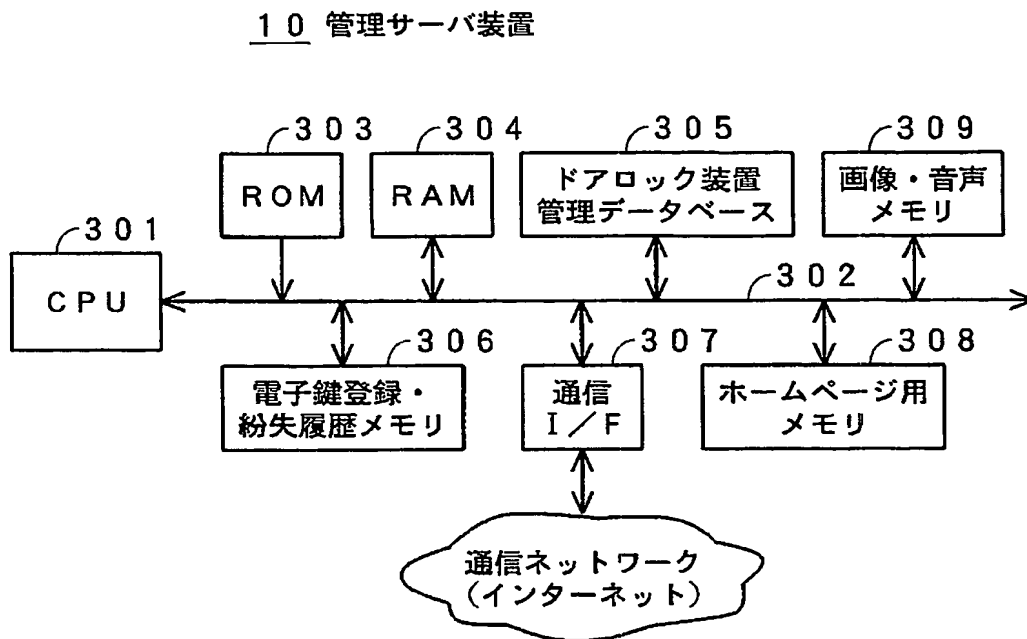 10 管理サーバ装置
303
304
305
309
ROM
RAM
ドアロック装置
管理データベース
画像・音声
メモリ
301
CPU
302
306
307
308
電子鍵登録・
紛失履歴メモリ
通信
I/F
ホームページ用
メモリ
通信ネットワーク
(インターネット)